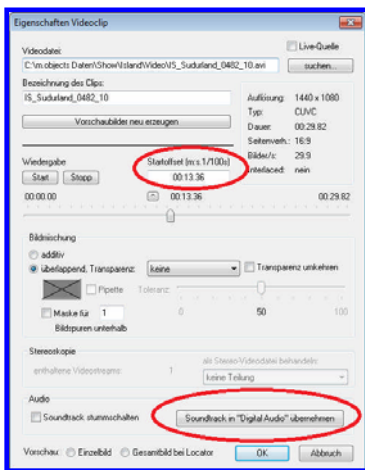 Eigenschaften Videoclip
Videodatei:
Live-Quelle
C:\m.objects Daten\Show\Island\Video\IS_Sudurland_0482_10.avi
suchen...
Bezeichnung des Clips:
IS_Sudurland_0482_10
Vorschaubilder neu erzeugen
Auflösung: 1440 x 1080
Typ: CUVC
Dauer: 00:29.82
Seitenverh.: 16:9
Bilder/s: 29.9
Interlaced: nein
Wiedergabe
Startoffset (m:s.1/100s)
Start Stopp 00:13.36
00:00.00 00:13.36 00:29.82
Bildmischung
additiv
überlappend, Transparenz: keine Transparenz umkehren
Pipette Toleranz:
Maske für 1 0 50 100
Bildspuren unterhalb
Stereoskopie
als Stereo-Videodatei behandeln:
enthaltene Videostreams: 1 keine Teilung
Audio
Soundtrack stummschalten Soundtrack in "Digital Audio" übernehmen
Vorschau: Einzelbild Gesamtbild bei Locator OK Abbruch